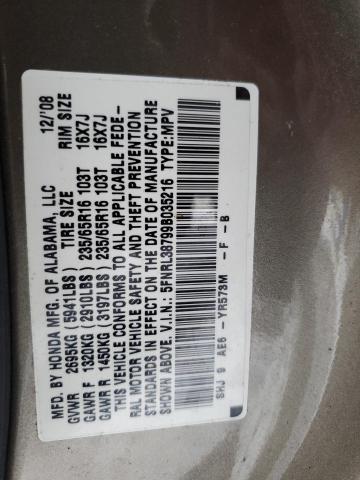 MFD. BY HONDA MFG. OF ALABAMA, LLC 12/'08
GVWR 2695KG (5941LBS) TIRE SIZE RIM SIZE
GAWR F 1320KG (2910LBS) 235/65R16 103T 16X7J
GAWR R 1450KG (3197LBS) 235/65R16 103T 16X7J
THIS VEHICLE CONFORMS TO ALL APPLICABLE FEDE-
RAL MOTOR VEHICLE SAFETY AND THEFT PREVENTION
STANDARDS IN EFFECT ON THE DATE OF MANUFACTURE
SHOWN ABOVE. V.I.N.: 5FNRL38799B035216 TYPE:MPV
SHJ 9 AE6 -YR578M -F -B